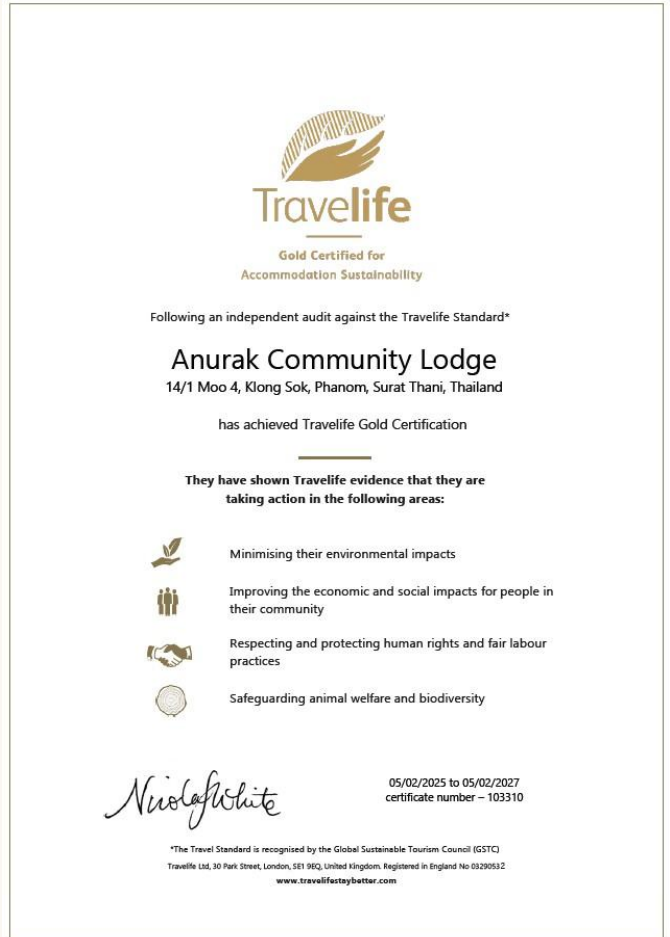 Travelife
Gold Certified for
Accommodation Sustainability
Following an independent audit against the Travelife Standard*
Anurak Community Lodge
14/1 Moo 4, Klong Sok, Phanom, Surat Thani, Thailand
has achieved Travelife Gold Certification
They have shown Travelife evidence that they are
taking action in the following areas:
Minimising their environmental impacts
Improving the economic and social impacts for people in
their community
Respecting and protecting human rights and fair labour
practices
Safeguarding animal welfare and biodiversity
05/02/2025 to 05/02/2027
certificate number – 103310
*The Travel Standard is recognised by the Global Sustainable Tourism Council (GSTC)
Travelife Ltd, 30 Park Street, London, SE1 9EQ, United Kingdom. Registered in England No 03290532
www.travelifestaybetter.com